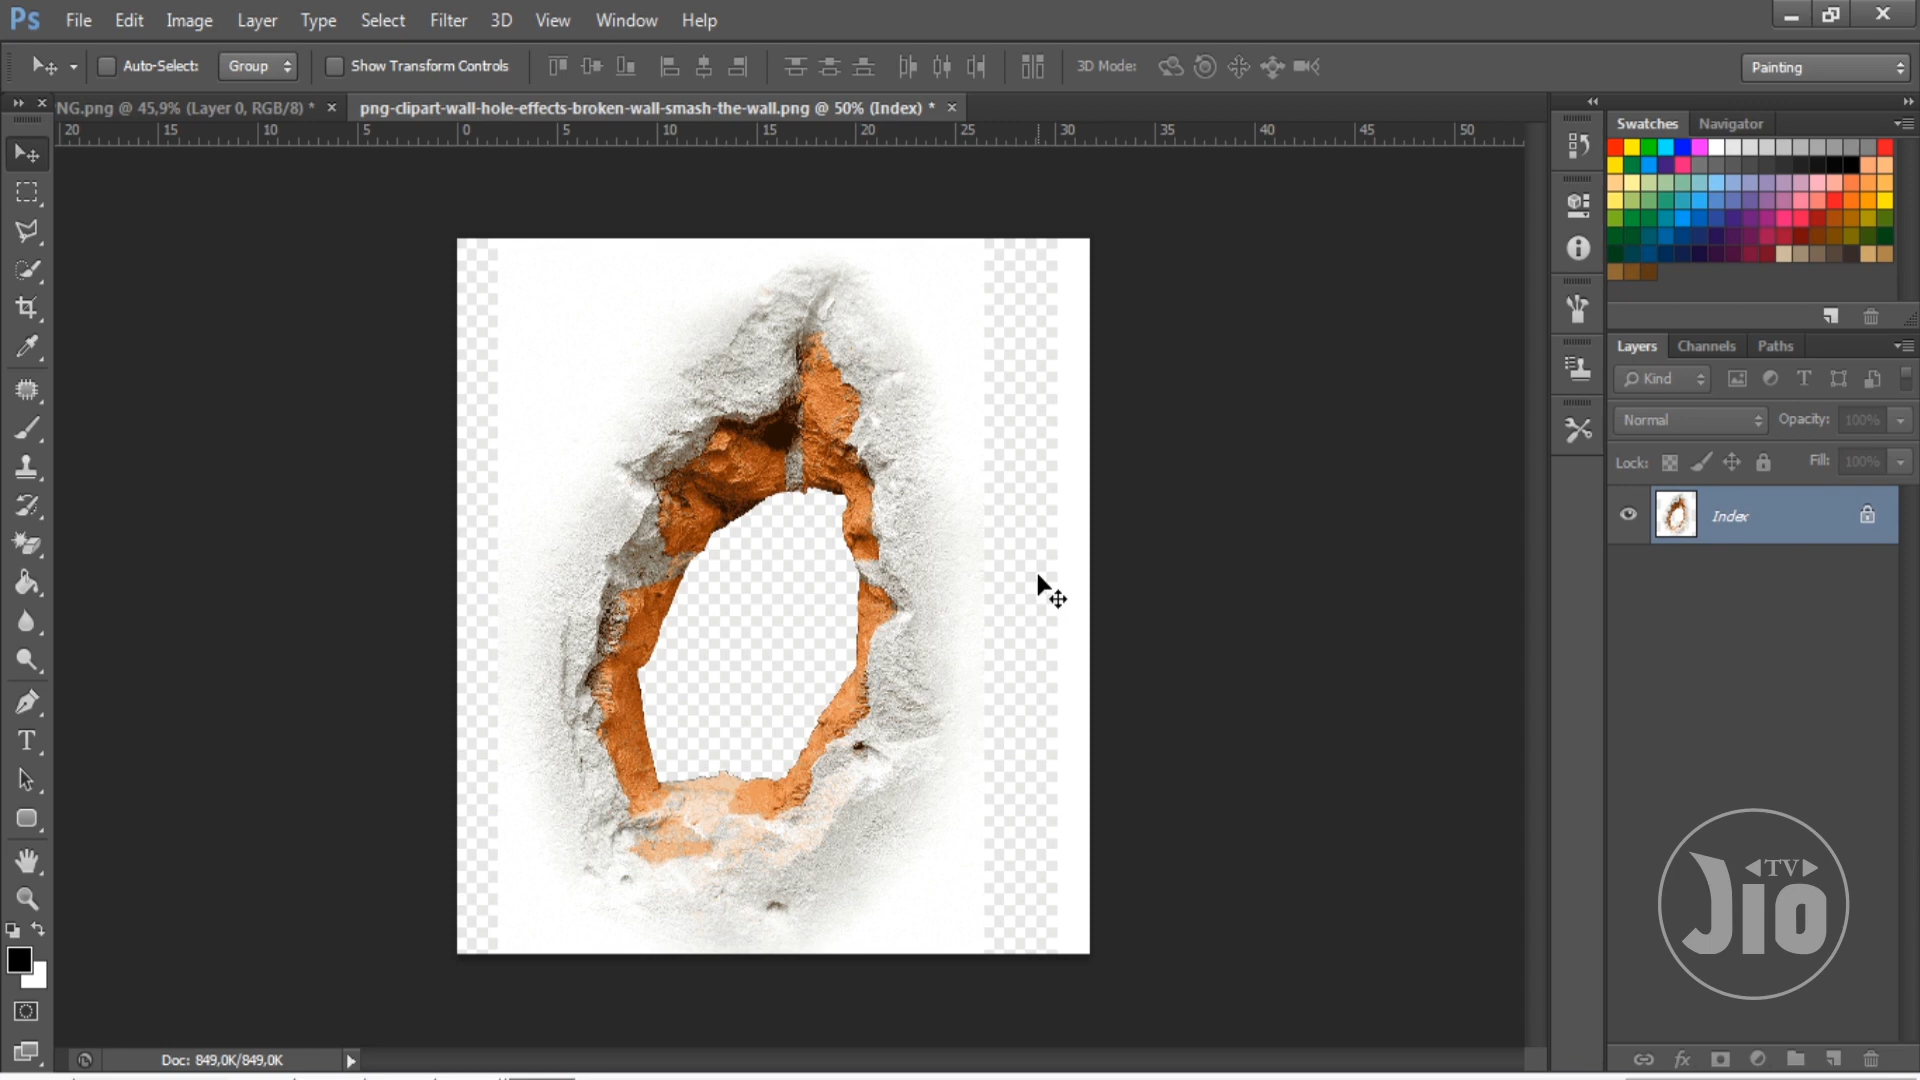 Ps File Edit Image Layer Type Select Filter 3D View Window Help
Auto-Select: Group Show Transform Controls 3D Mode: Painting
NG.png @ 45,9% (Layer 0, RGB/8) * × png-clipart-wall-hole-effects-broken-wall-smash-the-wall.png @ 50% (Index) * ×
20 15 10 5 0 5 10 15 20 25 30 35 40 45 50
Swatches Navigator
Layers Channels Paths
Kind
Normal Opacity: 100%
Lock: Fill: 100%
Index
TV
Jio
T
Doc: 849,0K/849,0K
fx